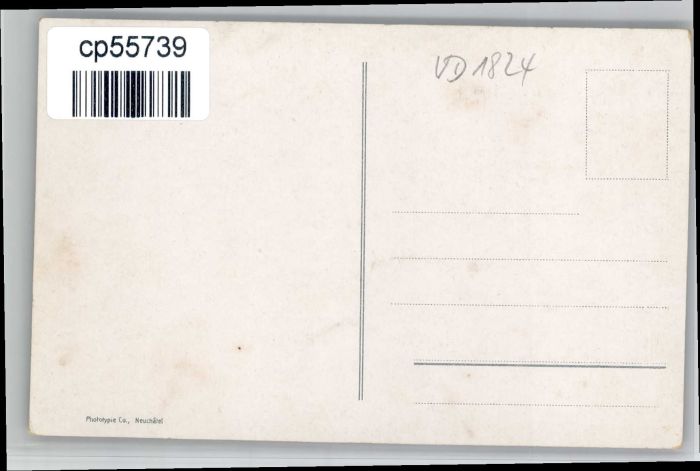 cp55739
VD 1824
Phototypie Co., Neuchâtel